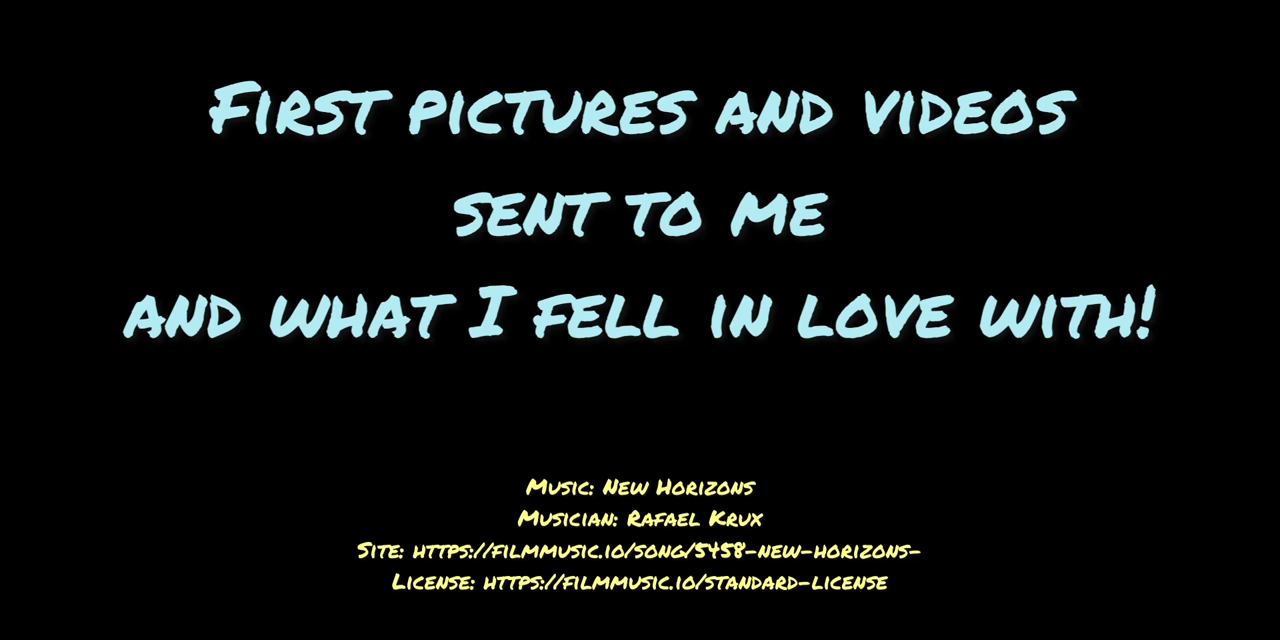 First pictures and videos
sent to me
and what I fell in love with!
Music: New Horizons
Musician: Rafael Krux
Site: https://filmmusic.io/song/5458-new-horizons-
License: https://filmmusic.io/standard-license